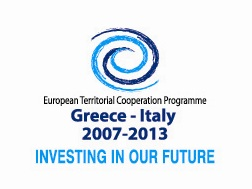 European Territorial Cooperation Programme
Greece - Italy
2007-2013
INVESTING IN OUR FUTURE